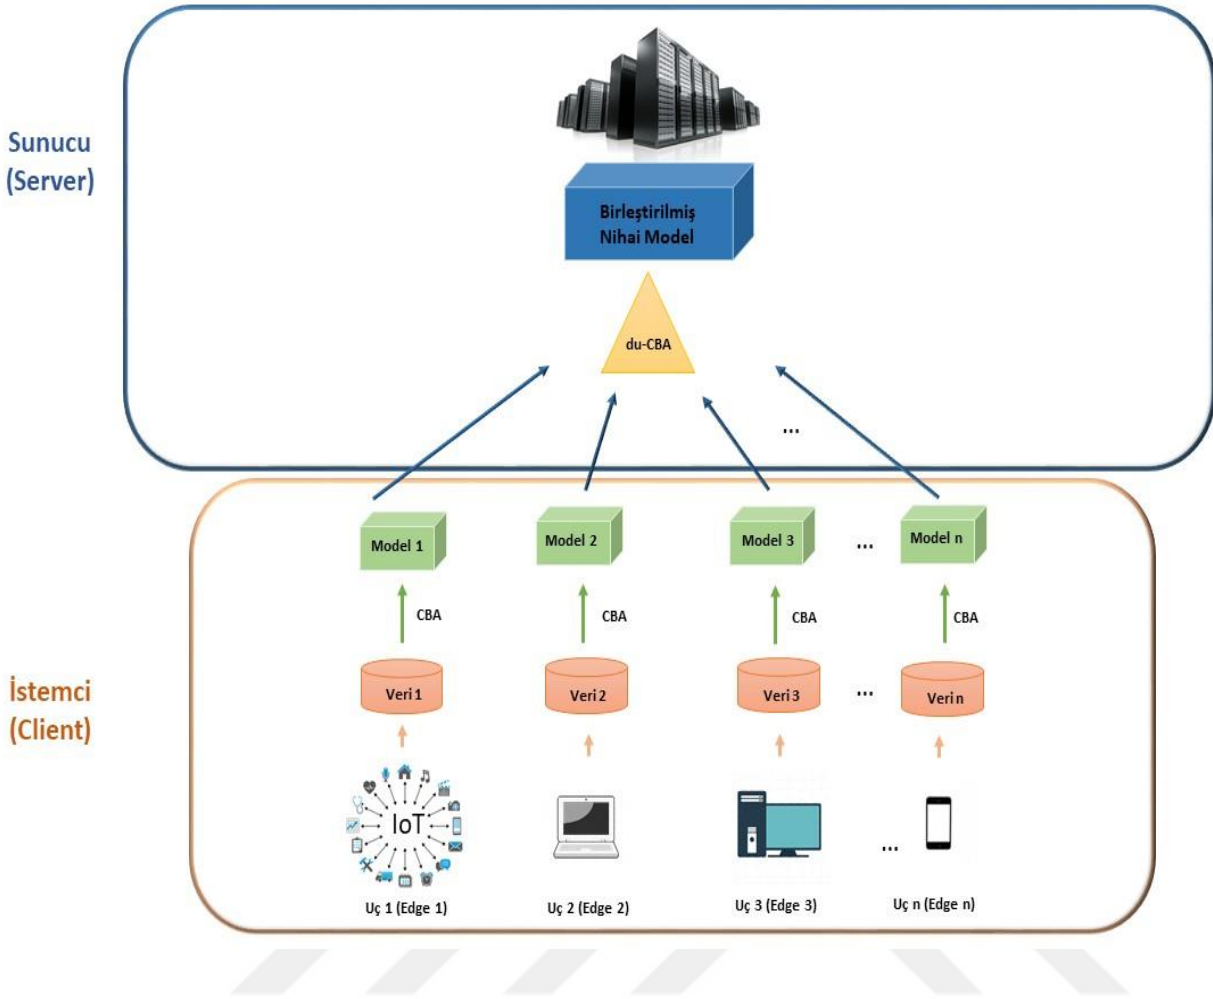 Sunucu
(Server)
Birleştirilmiş
Nihai Model
du-CBA
...
Model 1
Model 2
Model 3
...
Model n
CBA
CBA
CBA
CBA
İstemci
(Client)
Veri 1
Veri 2
Veri 3
...
Veri n
IoT
...
Uç 1 (Edge 1)
Uç 2 (Edge 2)
Uç 3 (Edge 3)
Uç n (Edge n)